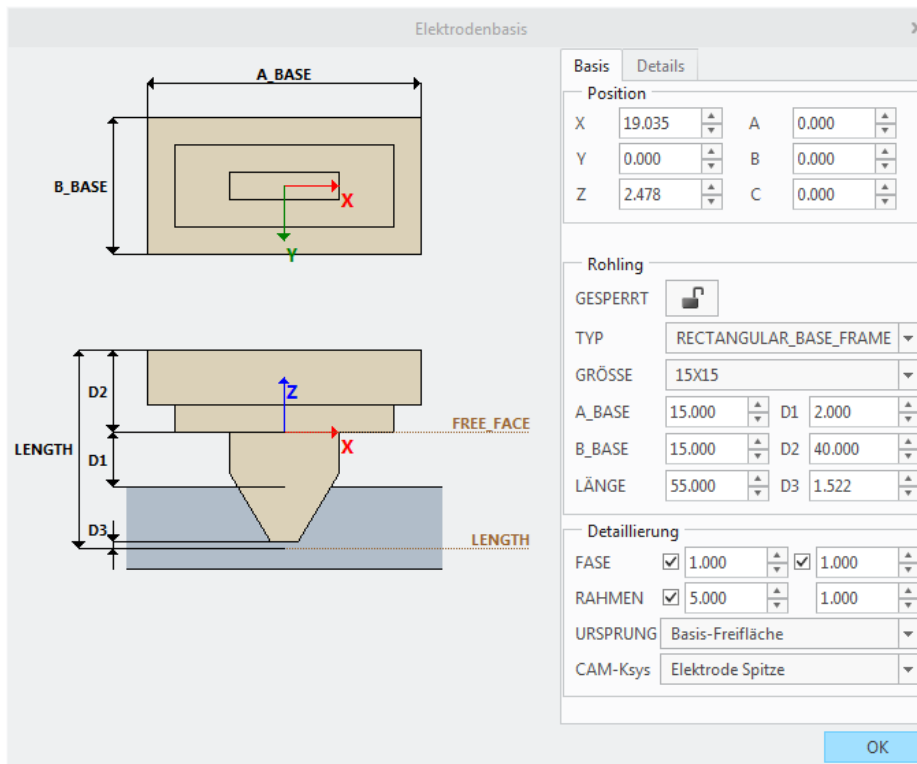 Elektrodenbasis
A_BASE
B_BASE
X
Y
Z
D2
FREE_FACE
X
LENGTH
D1
D3
LENGTH
Basis Details
Position
X 19.035 A 0.000
Y 0.000 B 0.000
Z 2.478 C 0.000
Rohling
GESPERRT
TYP RECTANGULAR_BASE_FRAME
GRÖSSE 15X15
A_BASE 15.000 D1 2.000
B_BASE 15.000 D2 40.000
LÄNGE 55.000 D3 1.522
Detaillierung
FASE 1.000 1.000
RAHMEN 5.000 1.000
URSPRUNG Basis-Freifläche
CAM-Ksys Elektrode Spitze
OK